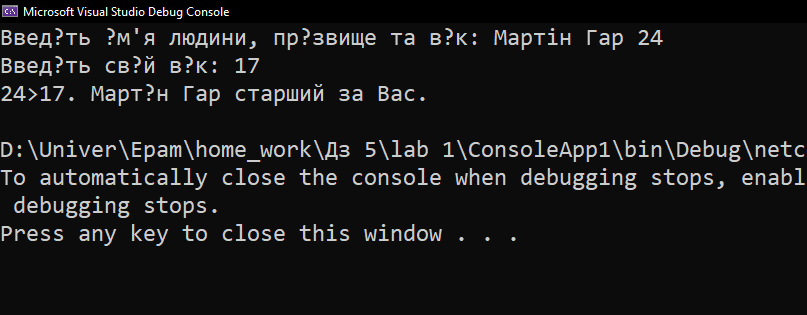 Microsoft Visual Studio Debug Console
Введ?ть ?м'я людини, пр?звище та в?к: Мартін Гар 24
Введ?ть св?й в?к: 17
24>17. Март?н Гар старший за Вас.
D:\Univer\Epam\home_work\Дз 5\lab 1\ConsoleApp1\bin\Debug\netc
To automatically close the console when debugging stops, enabl
debugging stops.
Press any key to close this window . . .